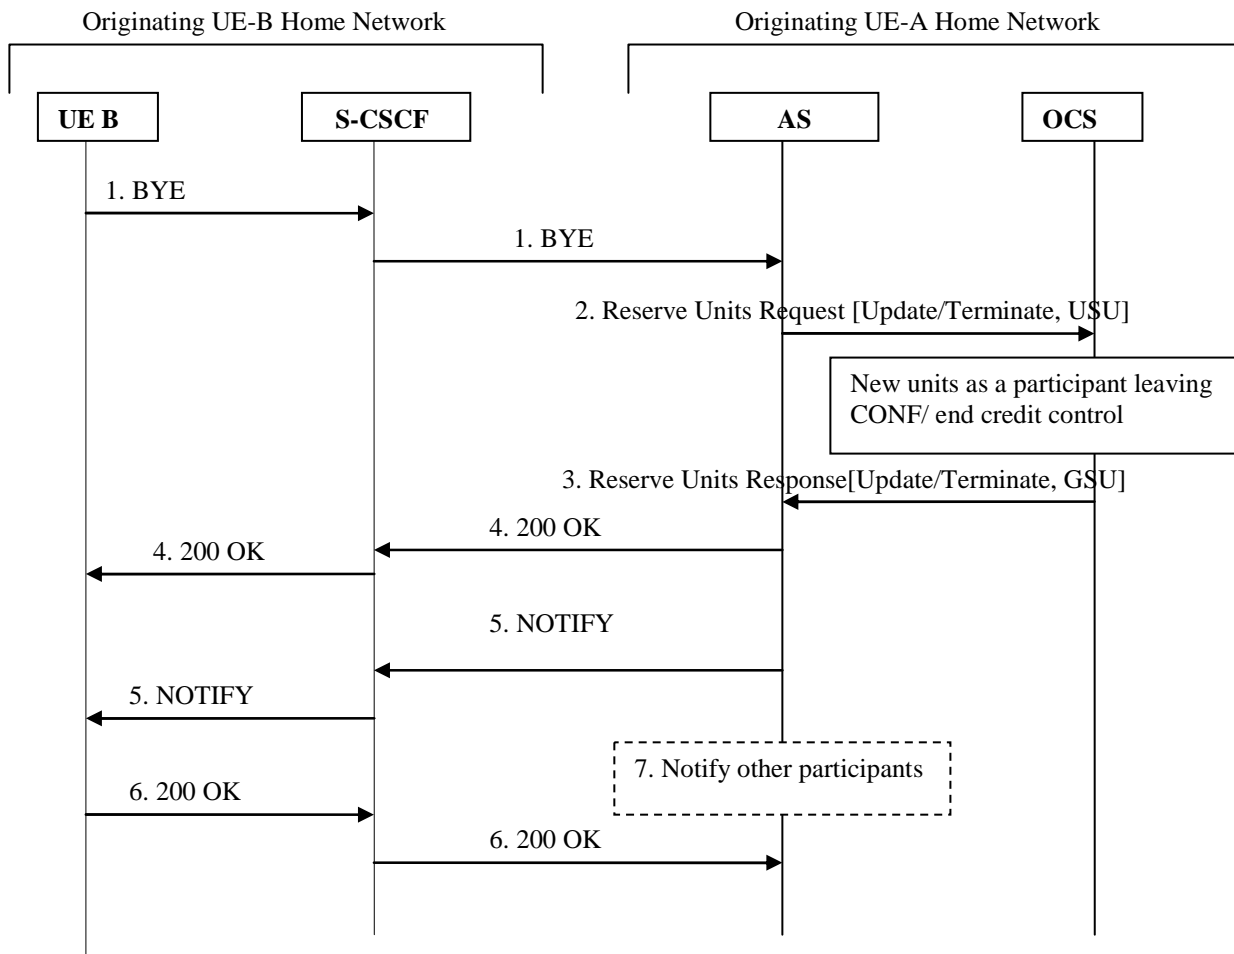 Originating UE-B Home Network
Originating UE-A Home Network
UE B
S-CSCF
AS
OCS
1. BYE
1. BYE
2. Reserve Units Request [Update/Terminate, USU]
New units as a participant leaving
CONF/ end credit control
3. Reserve Units Response[Update/Terminate, GSU]
4. 200 OK
4. 200 OK
5. NOTIFY
5. NOTIFY
7. Notify other participants
6. 200 OK
6. 200 OK